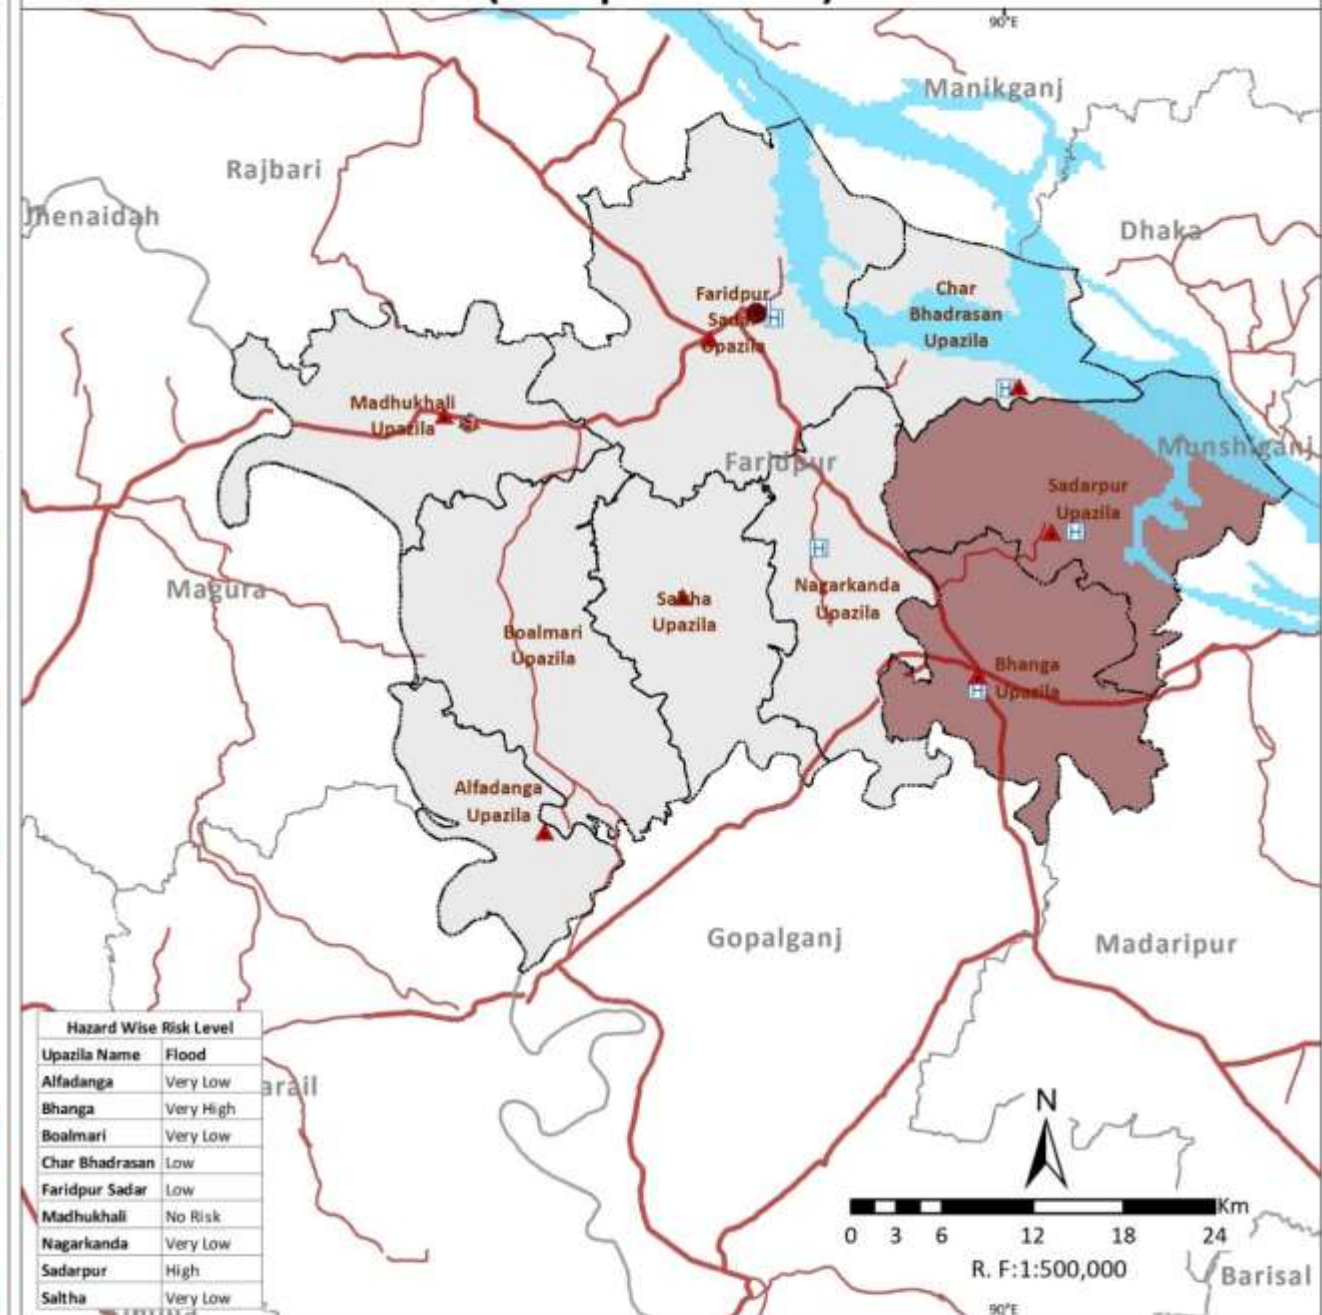 90°E
Manikganj
Rajbari
Jhenaidah
Dhaka
Faridpur
Sadar
Upazila
Char
Bhadrasan
Upazila
Madhukhali
Upazila
Faridpur
Munshiganj
Sadarpur
Upazila
Magura
Nagarkanda
Upazila
Saltha
Upazila
Boalmari
Upazila
Bhanga
Upazila
Alfadanga
Upazila
Gopalganj
Madaripur
Hazard Wise Risk Level
Upazila Name Flood
Alfadanga Very Low
Bhanga Very High
Boalmari Very Low
Char Bhadrasan Low
Faridpur Sadar Low
Madhukhali No Risk
Nagarkanda Very Low
Sadarpur High
Saltha Very Low
arail
N
Km
0 3 6 12 18 24
R. F:1:500,000
Barisal
90°E
H
H
H
H
H